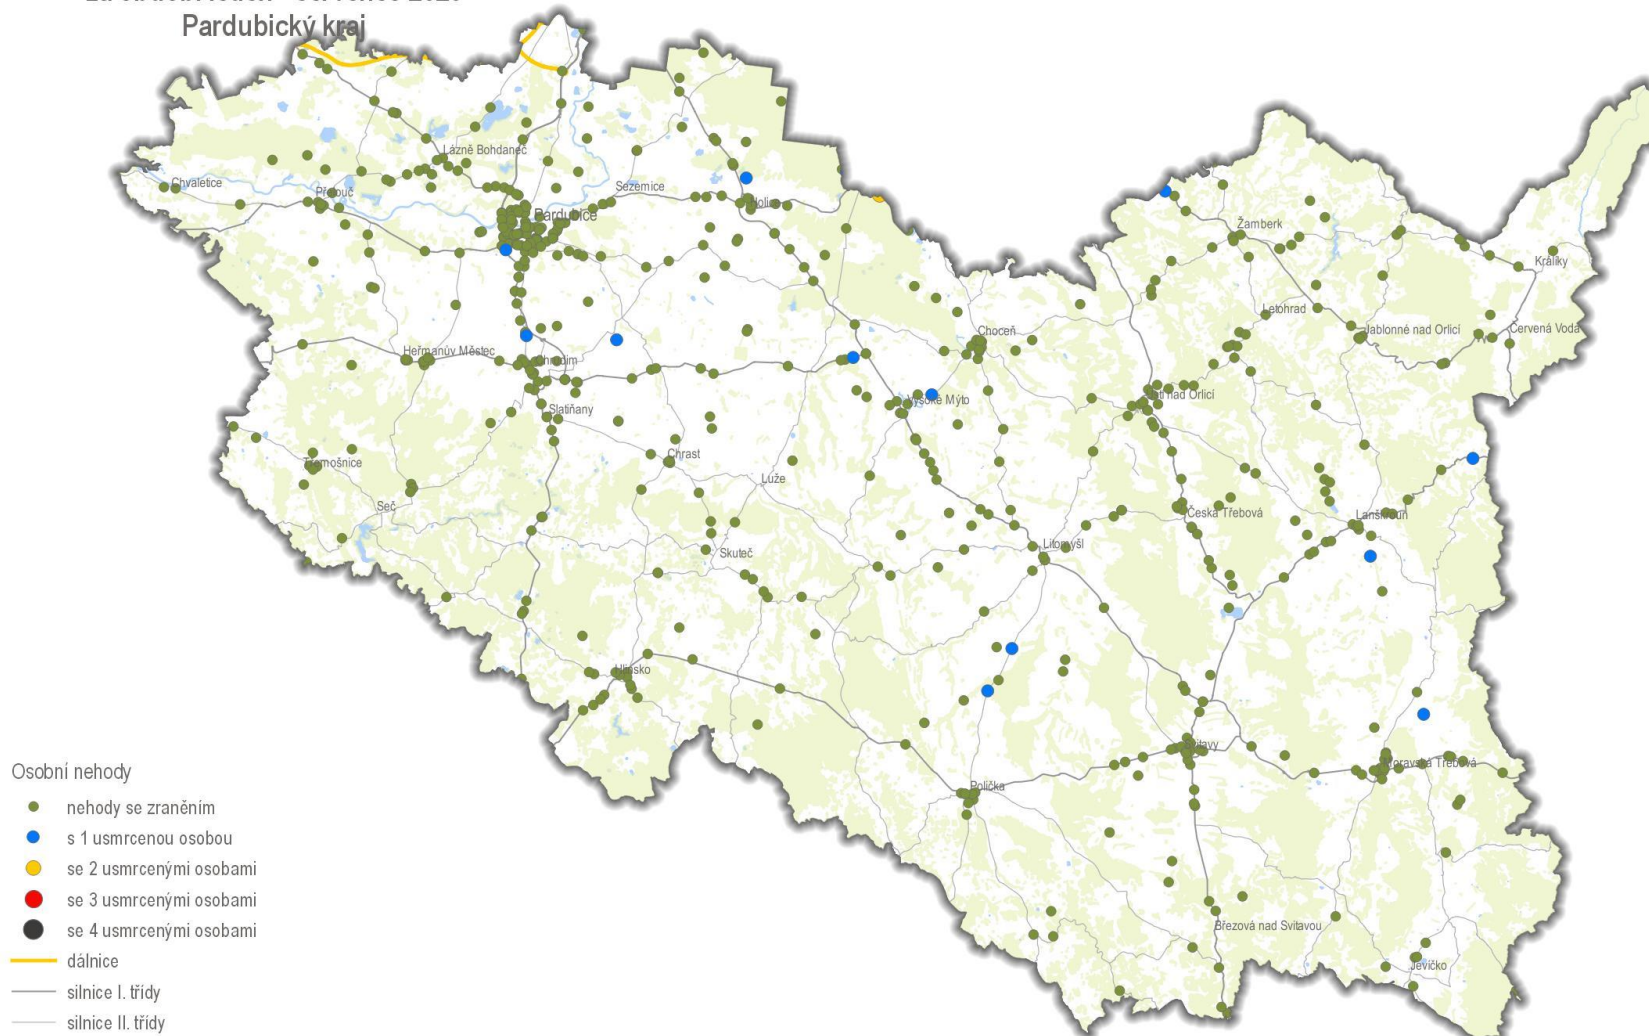 Pardubický kraj
Lázně Bohdaneč
Chvaletice
Přelouč
Sezemice
Pardubice
Holice
Žamberk
Králíky
Letohrad
Choceň
Jablonné nad Orlicí
Červená Voda
Heřmanův Městec
Chrudim
Ústí nad Orlicí
Vysoké Mýto
Slatiňany
Chrast
Třemošnice
Luže
Seč
Česká Třebová
Lanškroun
Skuteč
Litomyšl
Hlinsko
Svitavy
Moravská Třebová
Polička
Březová nad Svitavou
Jevíčko
Osobní nehody
nehody se zraněním
s 1 usmrcenou osobou
se 2 usmrcenými osobami
se 3 usmrcenými osobami
se 4 usmrcenými osobami
dálnice
silnice I. třídy
silnice II. třídy